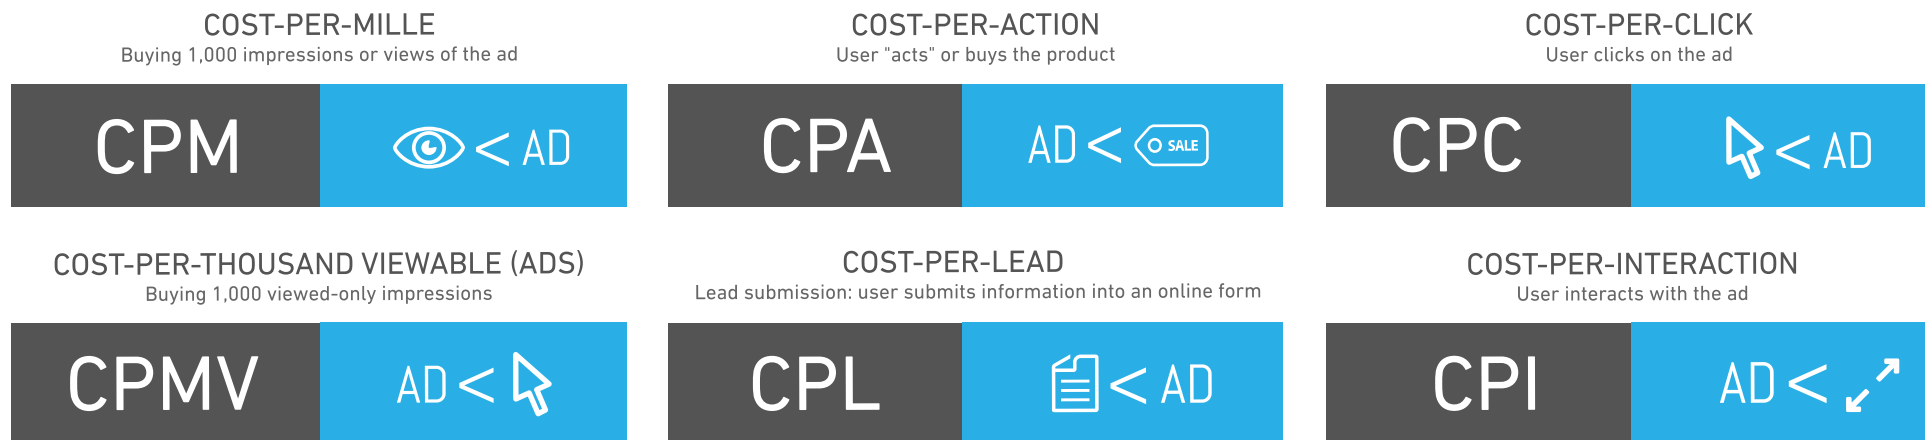 COST-PER-MILLE
Buying 1,000 impressions or views of the ad
CPM
< AD
COST-PER-ACTION
User "acts" or buys the product
CPA
AD < SALE
COST-PER-CLICK
User clicks on the ad
CPC
< AD
COST-PER-THOUSAND VIEWABLE (ADS)
Buying 1,000 viewed-only impressions
CPMV
AD <
COST-PER-LEAD
Lead submission: user submits information into an online form
CPL
< AD
COST-PER-INTERACTION
User interacts with the ad
CPI
AD <